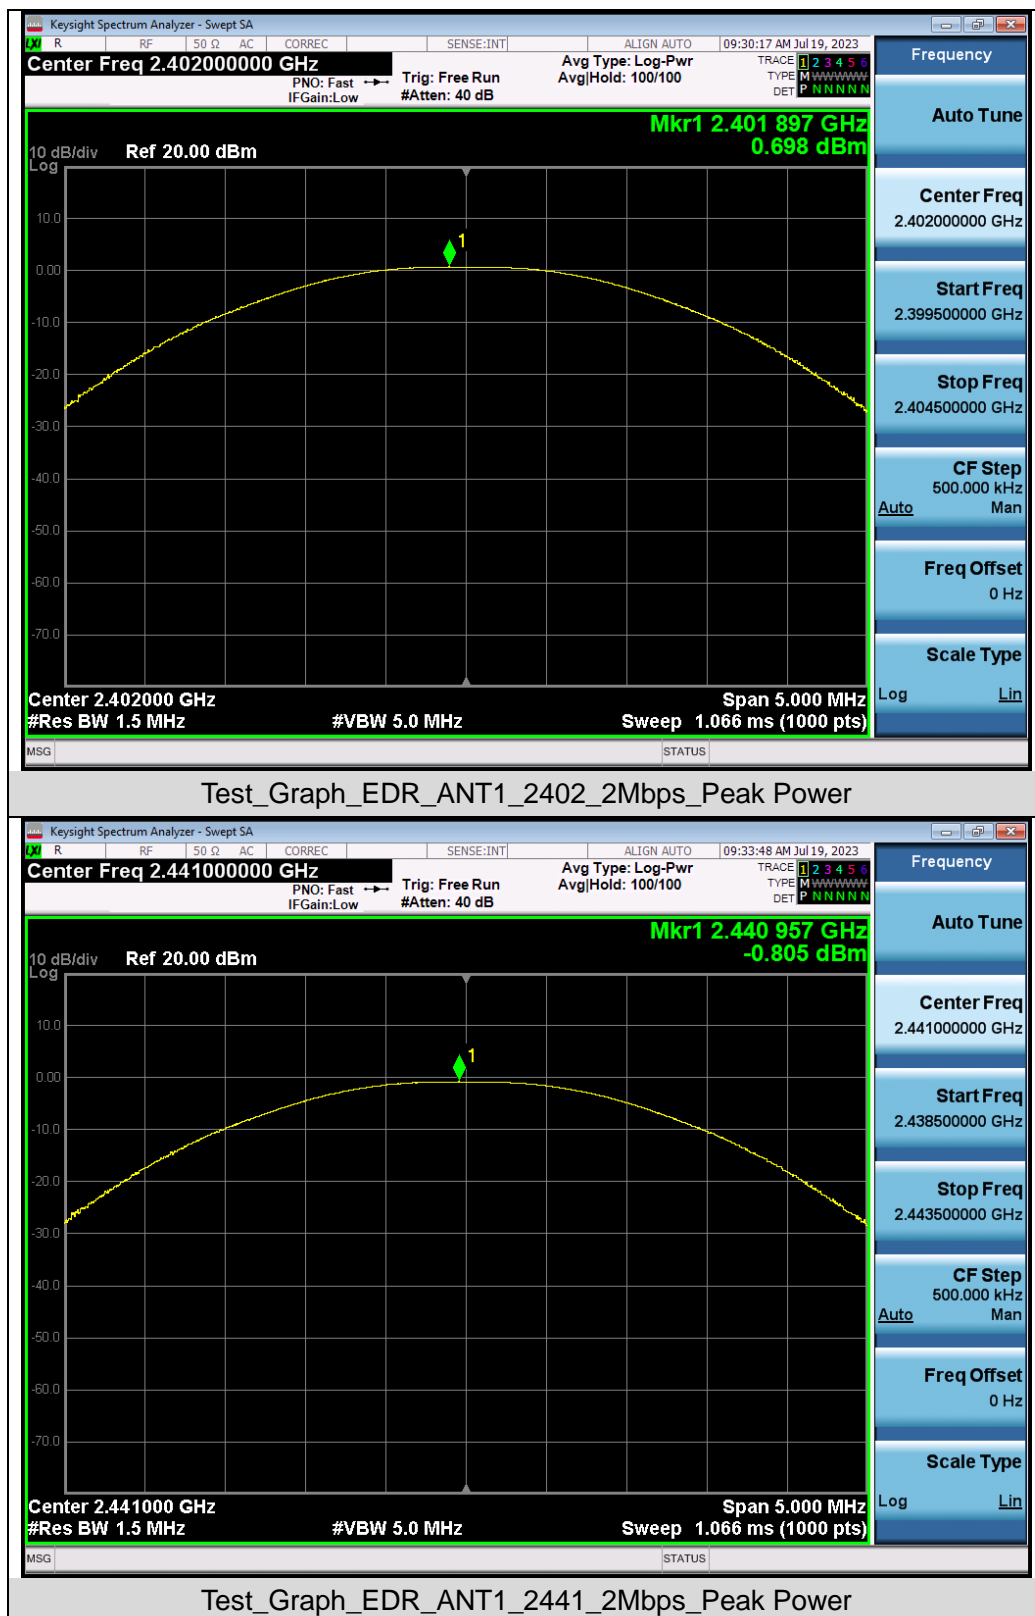 Keysight Spectrum Analyzer - Swept SA
LXI R RF 50 Ω AC CORREC SENSE:INT ALIGN AUTO 09:30:17 AM Jul 19, 2023
Center Freq 2.402000000 GHz
PNO: Fast
IFGain:Low
Trig: Free Run
#Atten: 40 dB
Avg Type: Log-Pwr
Avg|Hold: 100/100
TRACE 1 2 3 4 5 6
TYPE M WWWWW
DET P N N N N N
Mkr1 2.401 897 GHz
0.698 dBm
10 dB/div Ref 20.00 dBm
Log
10.0
1
0.00
-10.0
-20.0
-30.0
-40.0
-50.0
-60.0
-70.0
Center 2.402000 GHz Span 5.000 MHz
#Res BW 1.5 MHz #VBW 5.0 MHz Sweep 1.066 ms (1000 pts)
MSG STATUS
Frequency
Auto Tune
Center Freq
2.402000000 GHz
Start Freq
2.399500000 GHz
Stop Freq
2.404500000 GHz
CF Step
500.000 kHz
Auto Man
Freq Offset
0 Hz
Scale Type
Log Lin
Test_Graph_EDR_ANT1_2402_2Mbps_Peak Power
Keysight Spectrum Analyzer - Swept SA
LXI R RF 50 Ω AC CORREC SENSE:INT ALIGN AUTO 09:33:48 AM Jul 19, 2023
Center Freq 2.441000000 GHz
PNO: Fast
IFGain:Low
Trig: Free Run
#Atten: 40 dB
Avg Type: Log-Pwr
Avg|Hold: 100/100
TRACE 1 2 3 4 5 6
TYPE M WWWWW
DET P N N N N N
Mkr1 2.440 957 GHz
-0.805 dBm
10 dB/div Ref 20.00 dBm
Log
10.0
1
0.00
-10.0
-20.0
-30.0
-40.0
-50.0
-60.0
-70.0
Center 2.441000 GHz Span 5.000 MHz
#Res BW 1.5 MHz #VBW 5.0 MHz Sweep 1.066 ms (1000 pts)
MSG STATUS
Frequency
Auto Tune
Center Freq
2.441000000 GHz
Start Freq
2.438500000 GHz
Stop Freq
2.443500000 GHz
CF Step
500.000 kHz
Auto Man
Freq Offset
0 Hz
Scale Type
Log Lin
Test_Graph_EDR_ANT1_2441_2Mbps_Peak Power